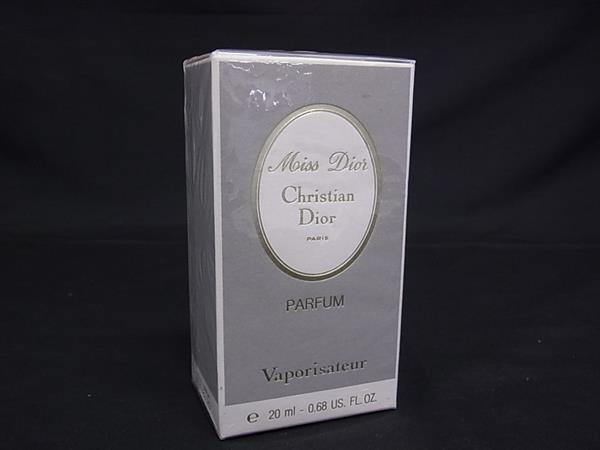 Miss Dior
Christian
Dior
PARIS
PARFUM
Vaporisateur
e 20 ml - 0.68 US. FL. OZ.